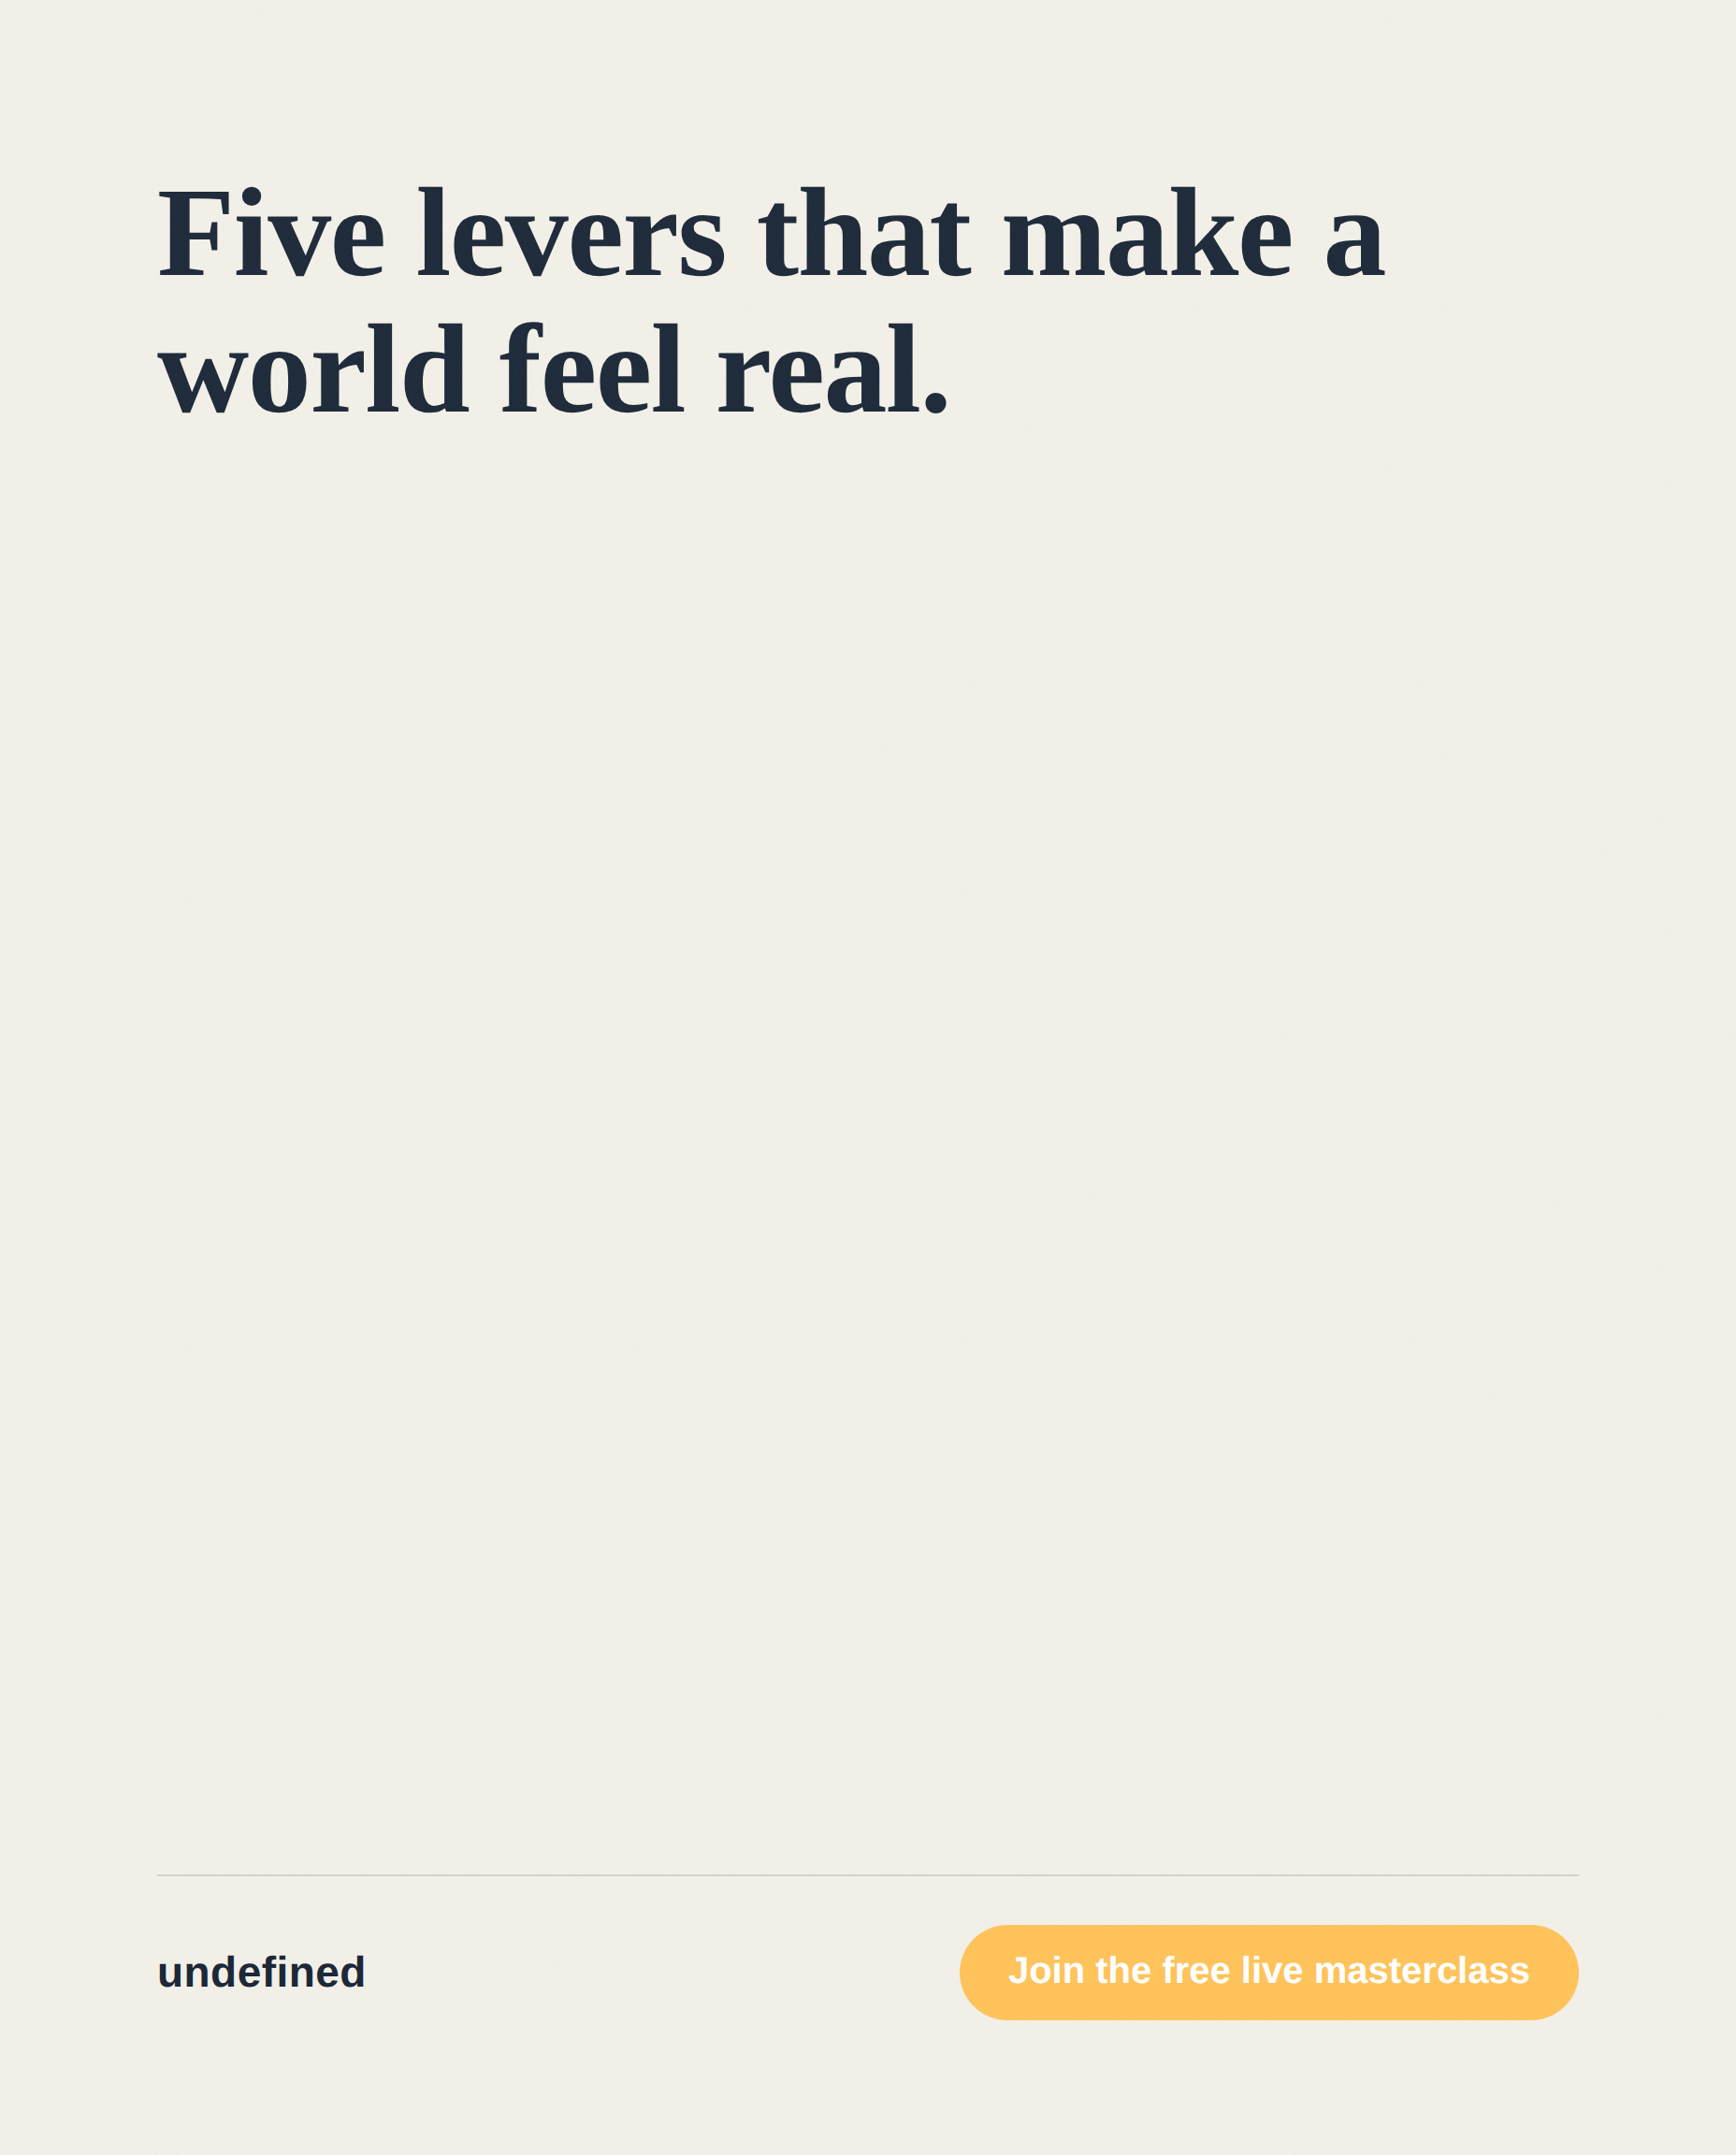 Five levers that make a
world feel real.
undefined
Join the free live masterclass